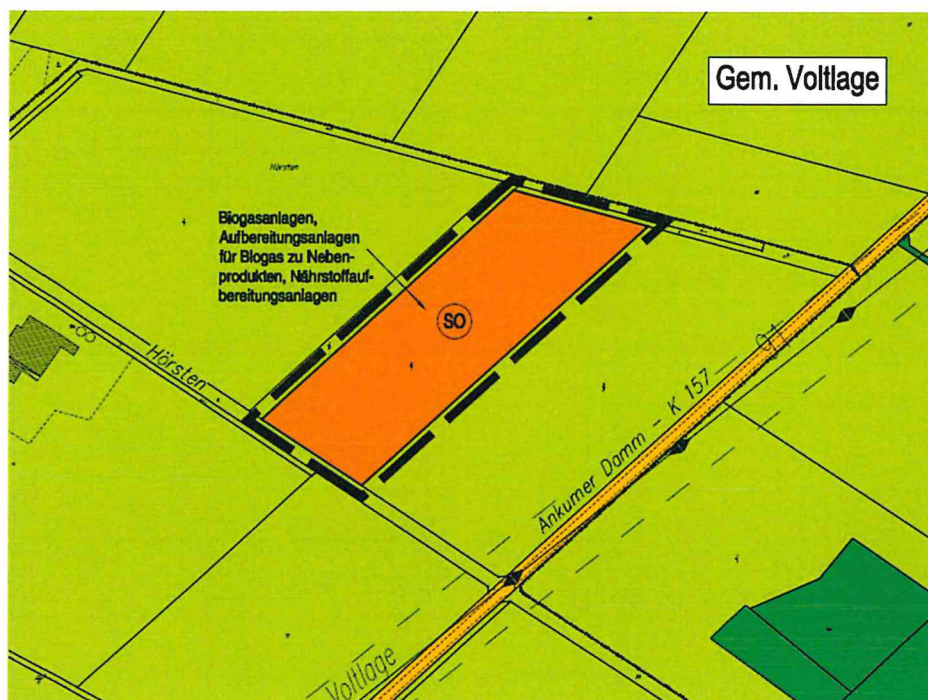 Gem. Voltlage
Hörsten
Biogasanlagen,
Aufbereitungsanlagen
für Biogas zu Neben-
produkten, Nährstoffauf-
bereitungsanlagen
SO
Hörsten
Ankumer Damm - K 157
Voltlage